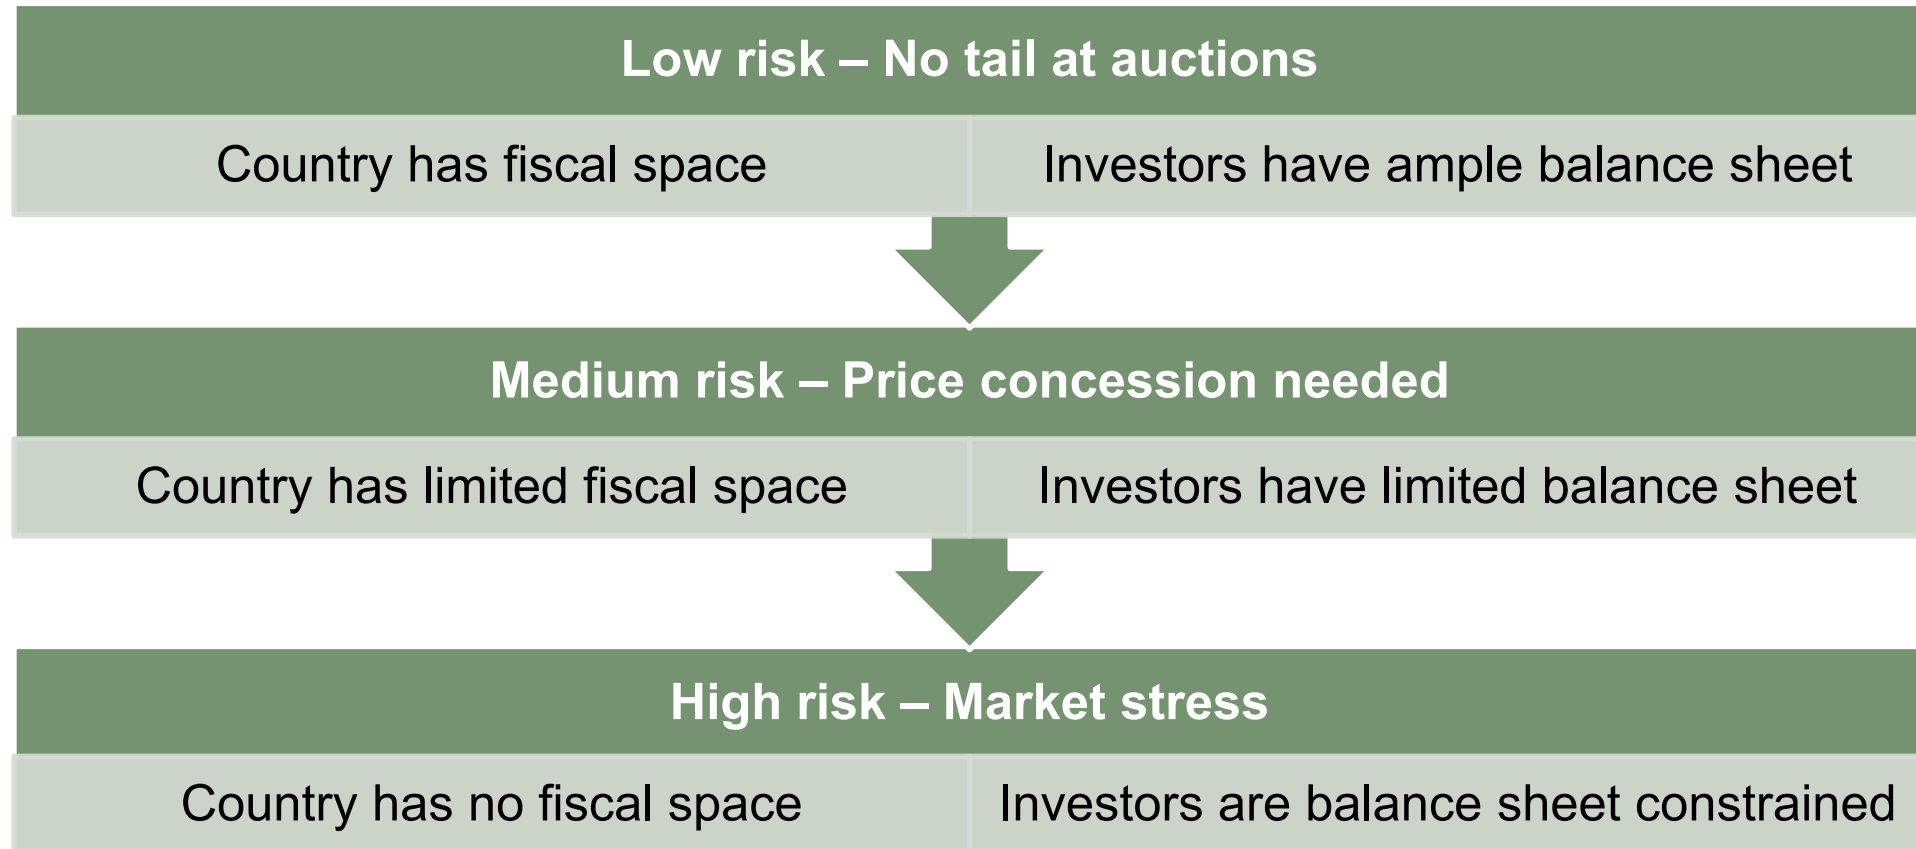 Low risk – No tail at auctions
Country has fiscal space
Investors have ample balance sheet
Medium risk – Price concession needed
Country has limited fiscal space
Investors have limited balance sheet
High risk – Market stress
Country has no fiscal space
Investors are balance sheet constrained